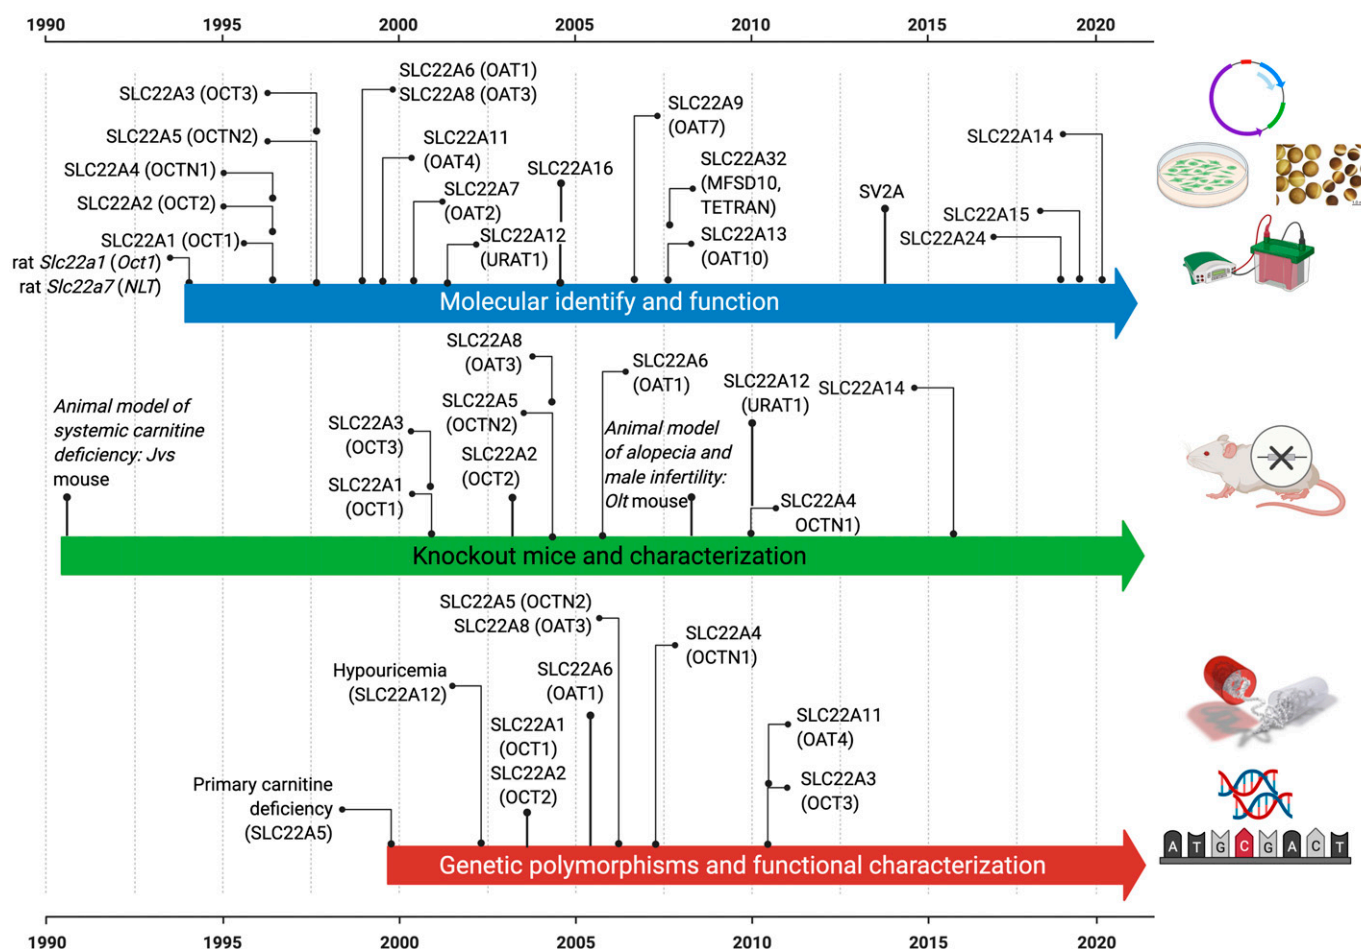 1990 1995 2000 2005 2010 2015 2020
SLC22A3 (OCT3)
SLC22A5 (OCTN2)
SLC22A4 (OCTN1)
SLC22A2 (OCT2)
SLC22A1 (OCT1)
rat Slc22a1 (Oct1)
rat Slc22a7 (NLT)
SLC22A6 (OAT1)
SLC22A8 (OAT3)
SLC22A11
(OAT4)
SLC22A7
(OAT2)
SLC22A12
(URAT1)
SLC22A16
SLC22A9
(OAT7)
SLC22A32
(MFSD10,
TETRAN)
SLC22A13
(OAT10)
SV2A
SLC22A14
SLC22A15
SLC22A24
Molecular identify and function
Animal model of
systemic carnitine
deficiency: Jvs
mouse
SLC22A3
(OCT3)
SLC22A1
(OCT1)
SLC22A8
(OAT3)
SLC22A5
(OCTN2)
SLC22A2
(OCT2)
SLC22A6
(OAT1)
Animal model
of alopecia and
male infertility:
Olt mouse
SLC22A12
(URAT1)
SLC22A4
OCTN1)
SLC22A14
Knockout mice and characterization
Primary carnitine
deficiency
(SLC22A5)
Hypouricemia
(SLC22A12)
SLC22A1
(OCT1)
SLC22A2
(OCT2)
SLC22A5 (OCTN2)
SLC22A8 (OAT3)
SLC22A6
(OAT1)
SLC22A4
(OCTN1)
SLC22A11
(OAT4)
SLC22A3
(OCT3)
A T G C G A C T
Genetic polymorphisms and functional characterization
1990 1995 2000 2005 2010 2015 2020